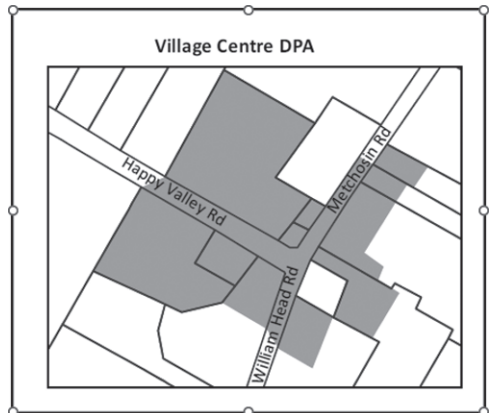 Village Centre DPA
Happy Valley Rd
Metchosin Rd
William Head Rd